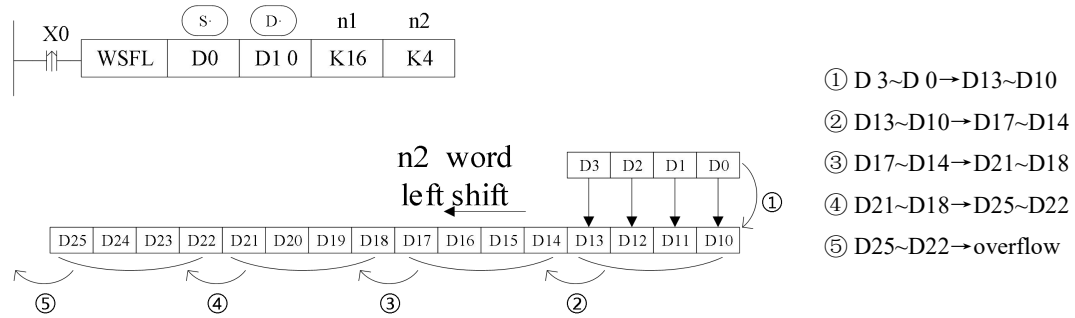 S· D· n1 n2
X0
WSFL D0 D1 0 K16 K4
① D 3~D 0→D13~D10
② D13~D10→D17~D14
③ D17~D14→D21~D18
④ D21~D18→D25~D22
⑤ D25~D22→overflow
n2 word
left shift
D3 D2 D1 D0
①
D25 D24 D23 D22 D21 D20 D19 D18 D17 D16 D15 D14 D13 D12 D11 D10
⑤ ④ ③ ②